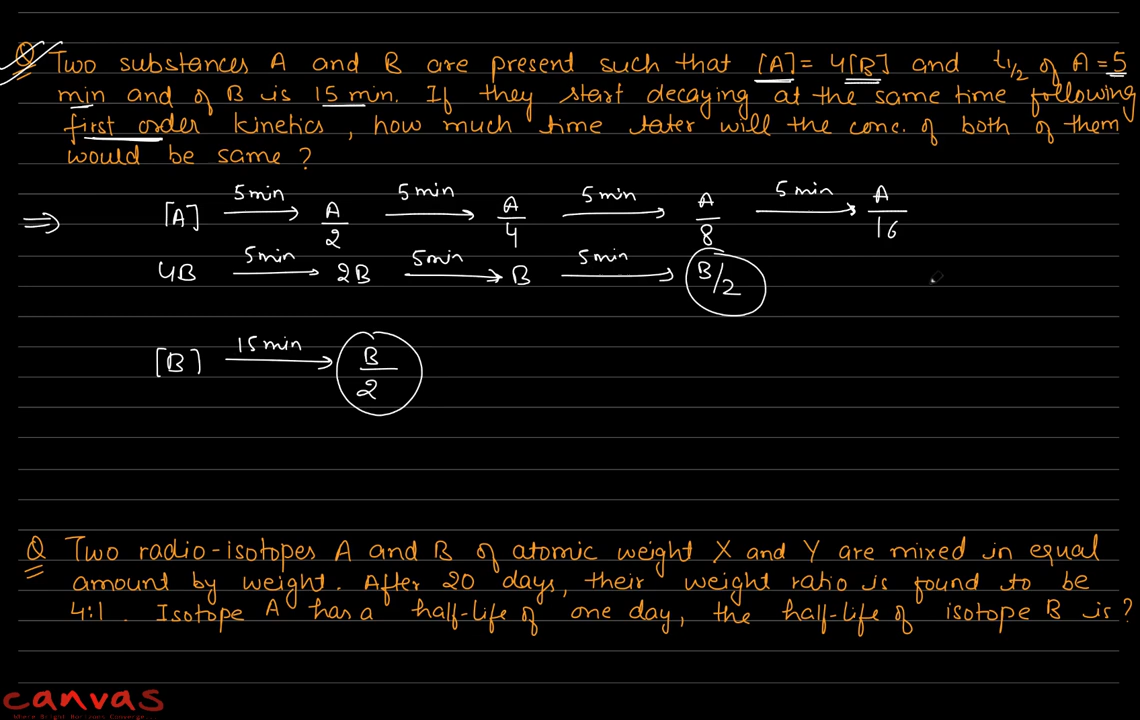 Q Two substances A and B are present such that [A] = 4[B] and t1/2 of A = 5
min and of B is 15 min. If they start decaying at the same time following
first order kinetics, how much time later will the conc. of both of them
would be same ?
⇒ [A] 5 min → A/2 5 min → A/4 5 min → A/8 5 min → A/16
4B 5 min → 2B 5 min → B 5 min → B/2
[B] 15 min → B/2
Q Two radio-isotopes A and B of atomic weight X and Y are mixed in equal
amount by weight. After 20 days, their weight ratio is found to be
4:1. Isotope A has a half-life of one day, the half-life of isotope B is ?
canvas